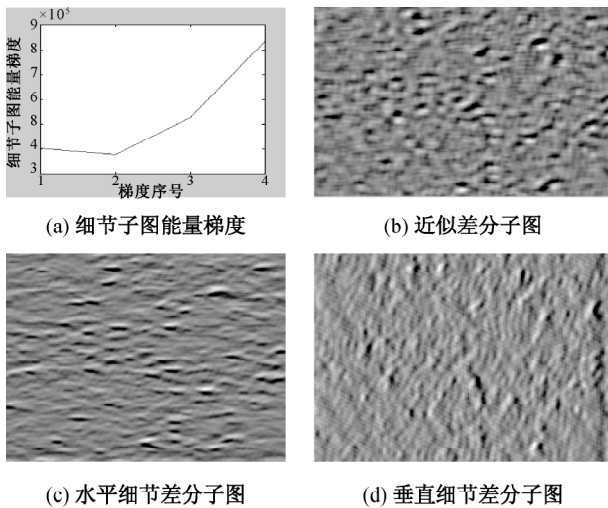 ×10⁵
9
8
7
6
8
4
3
细节子图能量梯度
1 2 3 4
梯度序号
(a) 细节子图能量梯度
(b) 近似差分子图
(c) 水平细节差分子图
(d) 垂直细节差分子图